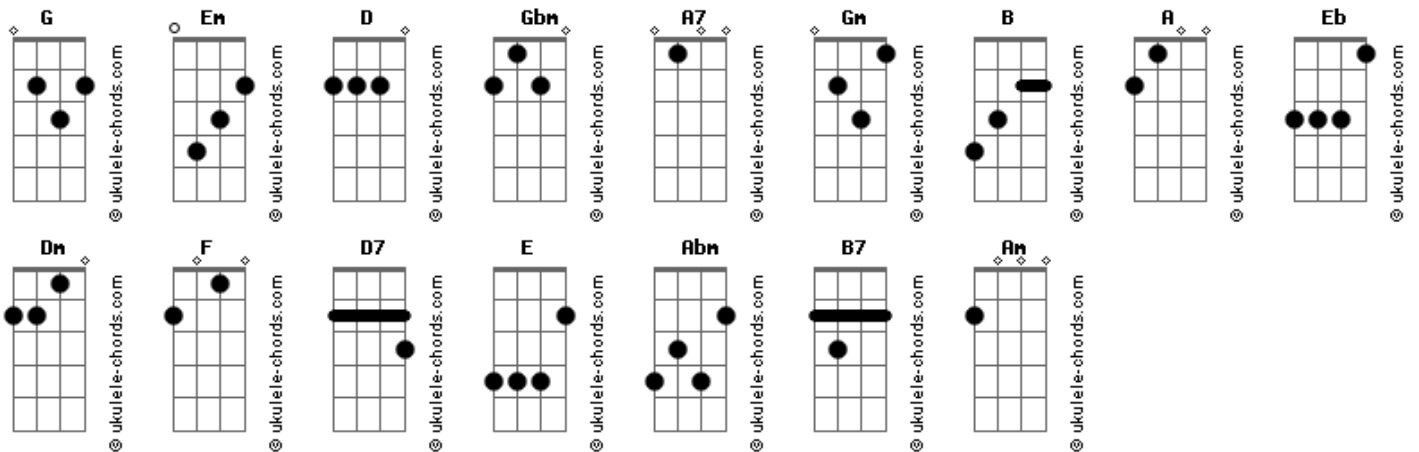 G Em D Gbm A7 Gm B A Eb
© ukulele-chords.com © ukulele-chords.com © ukulele-chords.com © ukulele-chords.com © ukulele-chords.com © ukulele-chords.com © ukulele-chords.com © ukulele-chords.com © ukulele-chords.com
Dm F D7 E Abm B7 Am
© ukulele-chords.com © ukulele-chords.com © ukulele-chords.com © ukulele-chords.com © ukulele-chords.com © ukulele-chords.com © ukulele-chords.com